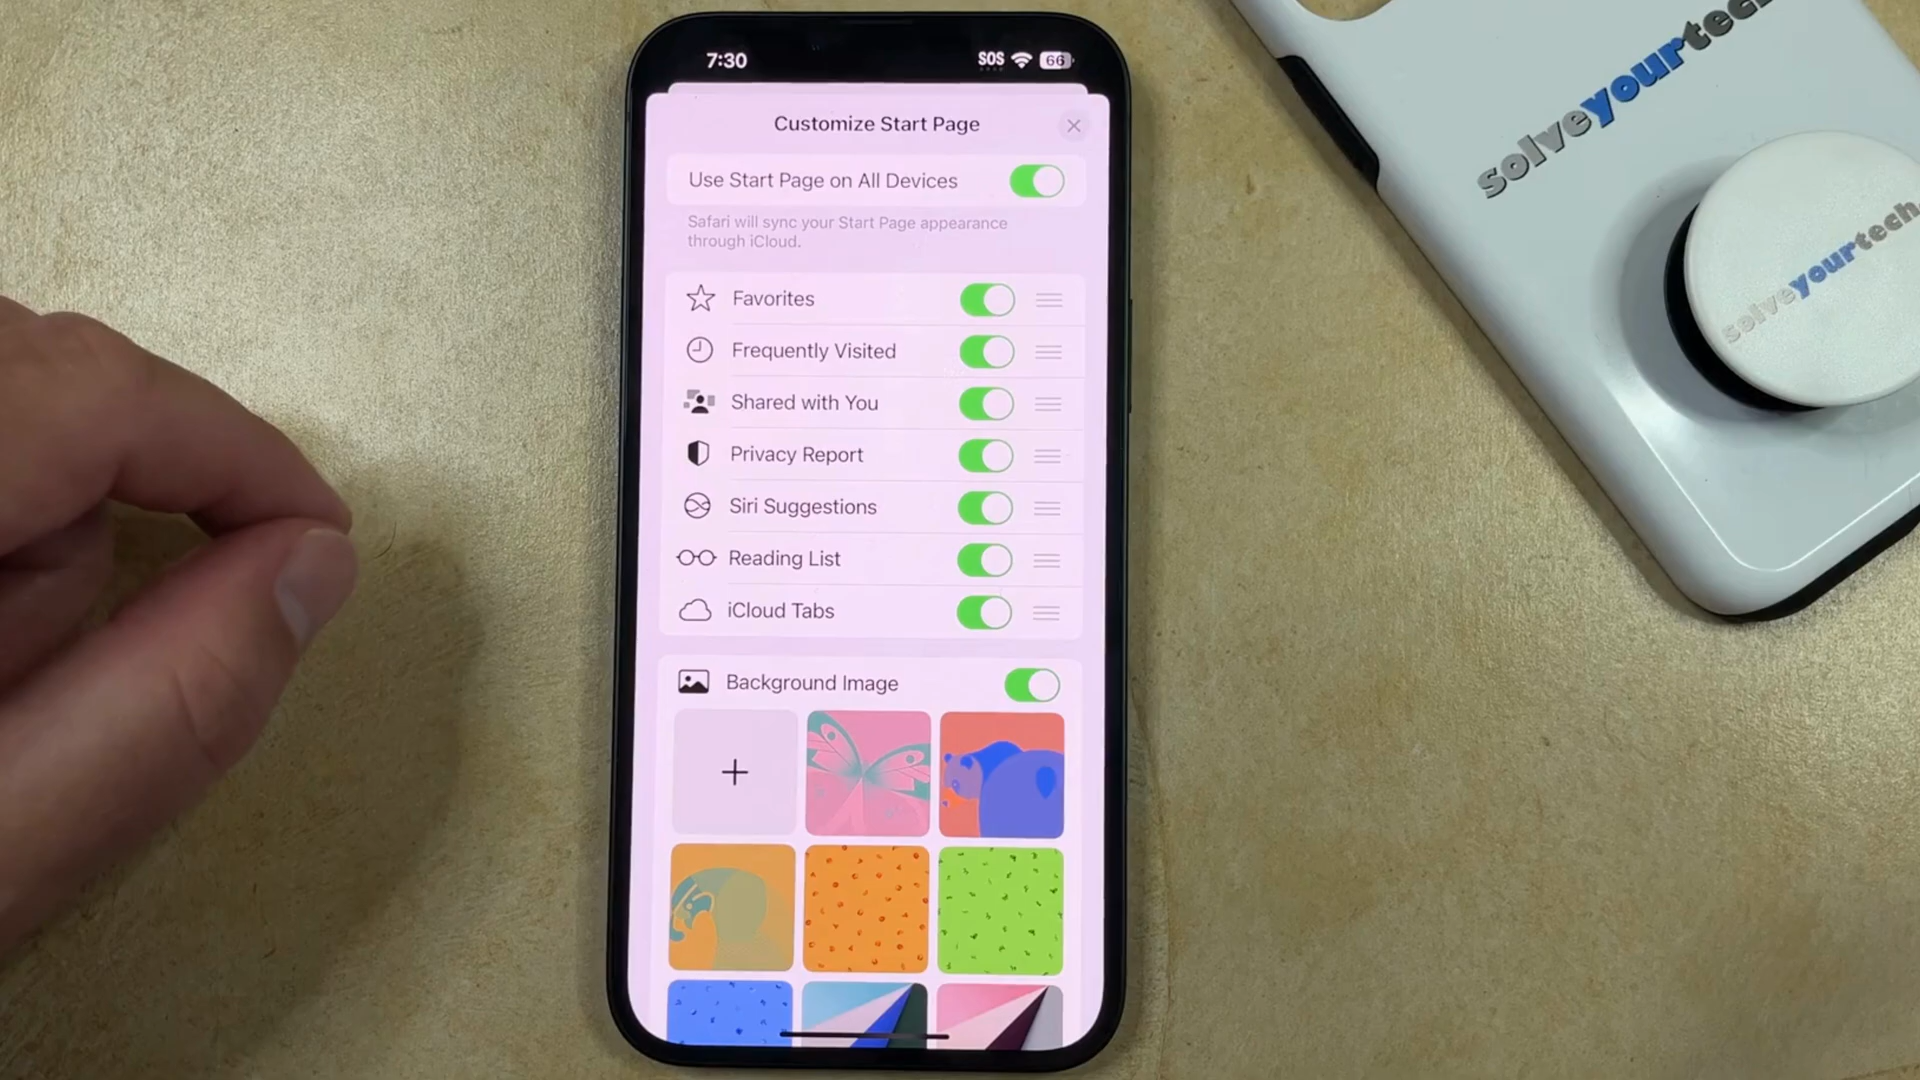 7:30
SOS
66
Customize Start Page
Use Start Page on All Devices
Safari will sync your Start Page appearance
through iCloud.
Favorites
Frequently Visited
Shared with You
Privacy Report
Siri Suggestions
Reading List
iCloud Tabs
Background Image
solveyourtech
solveyourtech